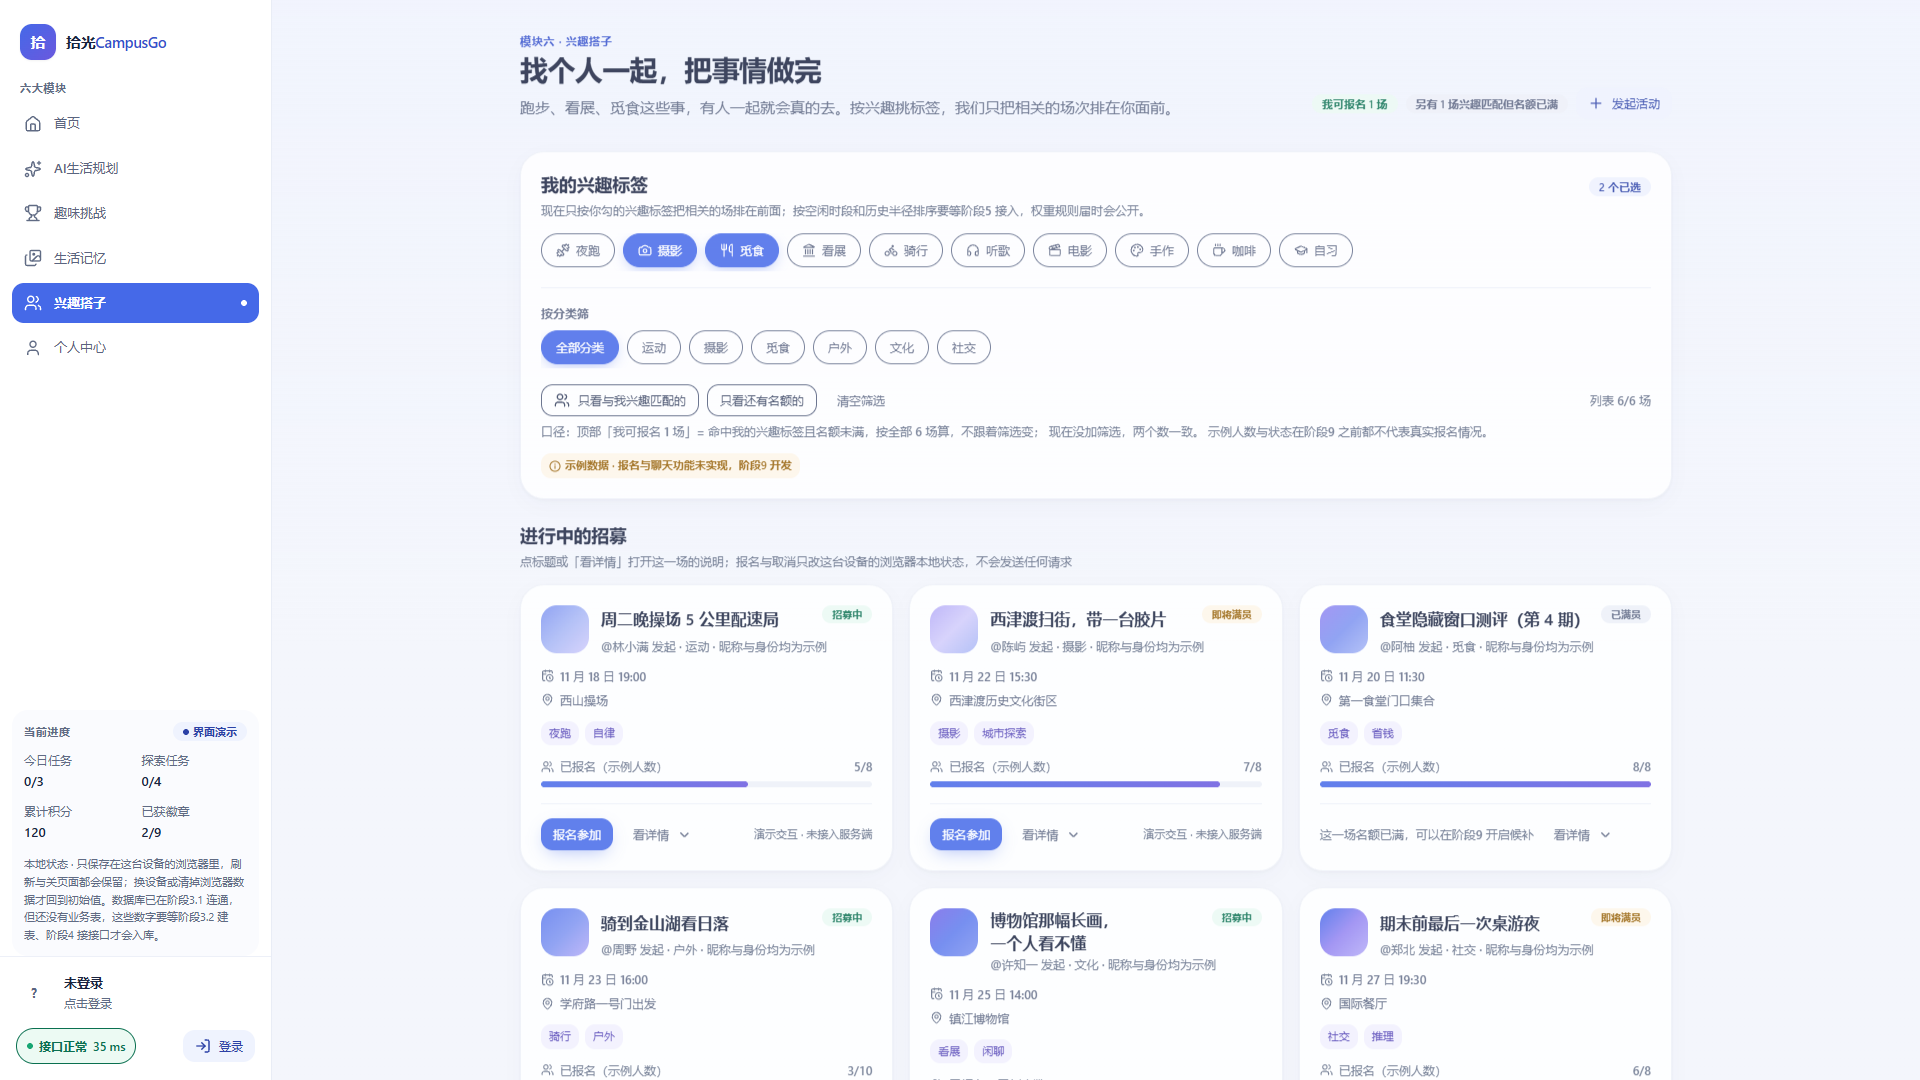 拾 拾光CampusGo
六大模块
首页
AI生活规划
趣味挑战
生活记忆
兴趣搭子
个人中心
当前进度 界面演示
今日任务 探索任务
0/3 0/4
累计积分 已获徽章
120 2/9
本地状态 · 只保存在这台设备的浏览器里，刷
新与关页面都会保留；换设备或清掉浏览器数
据才回到初始值。数据库已在阶段3.1 连通，
但还没有业务表，这些数字要等阶段3.2 建
表、阶段4 接接口才会入库。
? 未登录
点击登录
接口正常 35 ms 登录
模块六 · 兴趣搭子
找个人一起，把事情做完
跑步、看展、觅食这些事，有人一起就会真的去。按兴趣挑标签，我们只把相关的场次排在你面前。
我可报名 1 场 另有 1 场兴趣匹配但名额已满 发起活动
我的兴趣标签 2 个已选
现在只按你勾的兴趣标签把相关的场排在前面；按空闲时段和历史半径排序要等阶段5 接入，权重规则届时会公开。
夜跑 摄影 觅食 看展 骑行 听歌 电影 手作 咖啡 自习
按分类筛
全部分类 运动 摄影 觅食 户外 文化 社交
只看与我兴趣匹配的 只看还有名额的 清空筛选 列表 6/6 场
口径：顶部「我可报名 1 场」= 命中我的兴趣标签且名额未满，按全部 6 场算，不跟着筛选变； 现在没加筛选，两个数一致。 示例人数与状态在阶段9 之前都不代表真实报名情况。
示例数据 · 报名与聊天功能未实现，阶段9 开发
进行中的招募
点标题或「看详情」打开这一场的说明；报名与取消只改这台设备的浏览器本地状态，不会发送任何请求
周二晚操场 5 公里配速局 招募中
@林小满 发起 · 运动 · 昵称与身份均为示例
11 月 18 日 19:00
西山操场
夜跑 自律
已报名（示例人数） 5/8
报名参加 看详情 演示交互 · 未接入服务端
西津渡扫街，带一台胶片 即将满员
@陈屿 发起 · 摄影 · 昵称与身份均为示例
11 月 22 日 15:30
西津渡历史文化街区
摄影 城市探索
已报名（示例人数） 7/8
报名参加 看详情 演示交互 · 未接入服务端
食堂隐藏窗口测评（第 4 期） 已满员
@阿柚 发起 · 觅食 · 昵称与身份均为示例
11 月 20 日 11:30
第一食堂门口集合
觅食 省钱
已报名（示例人数） 8/8
这一场名额已满，可以在阶段9 开启候补 看详情
骑到金山湖看日落 招募中
@周野 发起 · 户外 · 昵称与身份均为示例
11 月 23 日 16:00
学府路一号门出发
骑行 户外
已报名（示例人数） 3/10
博物馆那幅长画， 招募中
一个人看不懂
@许知一 发起 · 文化 · 昵称与身份均为示例
11 月 25 日 14:00
镇江博物馆
看展 闲聊
期末前最后一次桌游夜 即将满员
@郑北 发起 · 社交 · 昵称与身份均为示例
11 月 27 日 19:30
国际餐厅
社交 推理
已报名（示例人数） 6/8